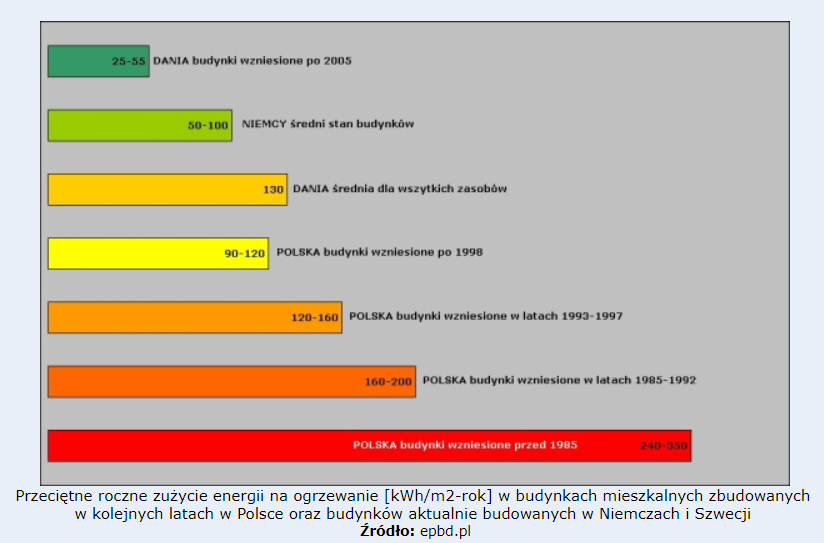 25-55 DANIA budynki wzniesione po 2005
50-100 NIEMCY średni stan budynków
130 DANIA średnia dla wszytkich zasobów
90-120 POLSKA budynki wzniesione po 1998
120-160 POLSKA budynki wzniesione w latach 1993-1997
160-200 POLSKA budynki wzniesione w latach 1985-1992
POLSKA budynki wzniesione przed 1985 240-350
Przeciętne roczne zużycie energii na ogrzewanie [kWh/m2-rok] w budynkach mieszkalnych zbudowanych
w kolejnych latach w Polsce oraz budynków aktualnie budowanych w Niemczach i Szwecji
Źródło: epbd.pl